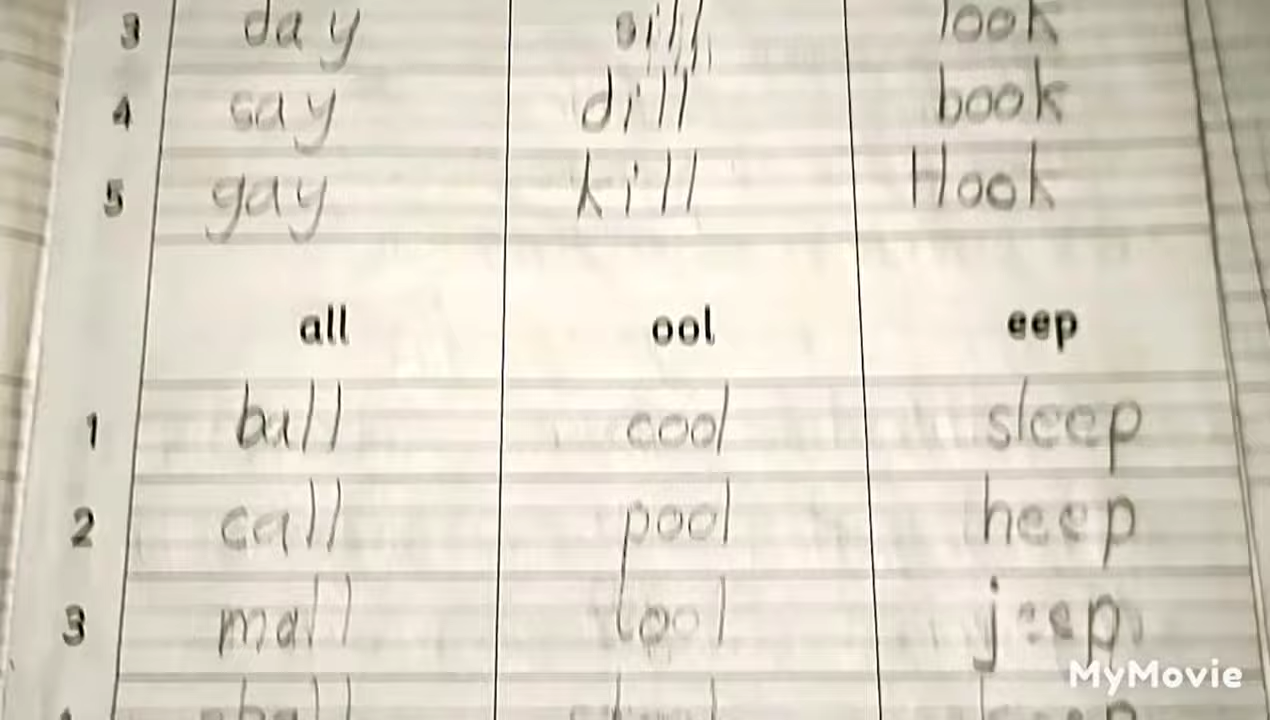 3 day sill look
4 say dill book
5 gay kill Hook
all ool eep
1 ball cool sleep
2 call pool heep
3 mall lool jeep
MyMovie